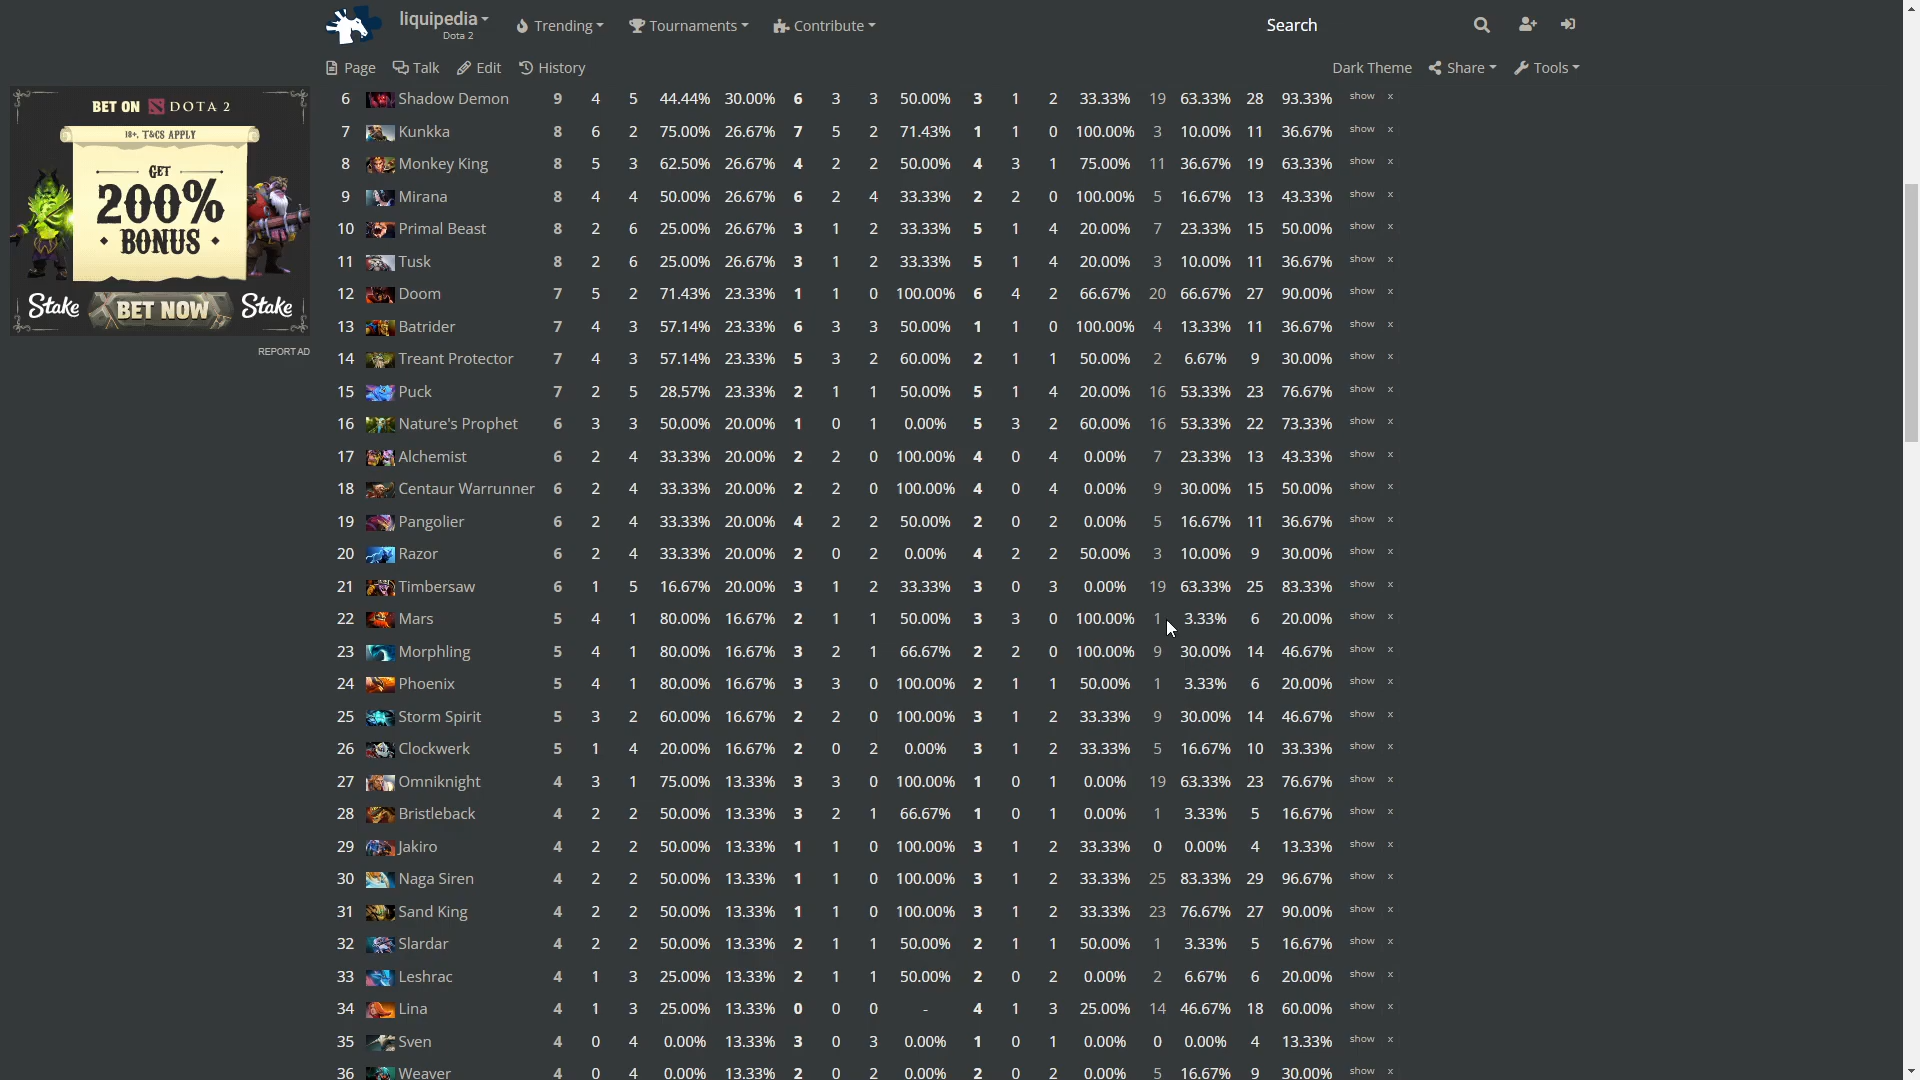 liquipedia
Dota 2
Trending
Tournaments
Contribute
Search
Page Talk Edit History
Dark Theme Share Tools
BET ON DOTA 2
18+, T&CS APPLY
GET
200%
BONUS
Stake BET NOW Stake
REPORT AD
6 Shadow Demon 9 4 5 44.44% 30.00% 6 3 3 50.00% 3 1 2 33.33% 19 63.33% 28 93.33% show x
7 Kunkka 8 6 2 75.00% 26.67% 7 5 2 71.43% 1 1 0 100.00% 3 10.00% 11 36.67% show x
8 Monkey King 8 5 3 62.50% 26.67% 4 2 2 50.00% 4 3 1 75.00% 11 36.67% 19 63.33% show x
9 Mirana 8 4 4 50.00% 26.67% 6 2 4 33.33% 2 2 0 100.00% 5 16.67% 13 43.33% show x
10 Primal Beast 8 2 6 25.00% 26.67% 3 1 2 33.33% 5 1 4 20.00% 7 23.33% 15 50.00% show x
11 Tusk 8 2 6 25.00% 26.67% 3 1 2 33.33% 5 1 4 20.00% 3 10.00% 11 36.67% show x
12 Doom 7 5 2 71.43% 23.33% 1 1 0 100.00% 6 4 2 66.67% 20 66.67% 27 90.00% show x
13 Batrider 7 4 3 57.14% 23.33% 6 3 3 50.00% 1 1 0 100.00% 4 13.33% 11 36.67% show x
14 Treant Protector 7 4 3 57.14% 23.33% 5 3 2 60.00% 2 1 1 50.00% 2 6.67% 9 30.00% show x
15 Puck 7 2 5 28.57% 23.33% 2 1 1 50.00% 5 1 4 20.00% 16 53.33% 23 76.67% show x
16 Nature's Prophet 6 3 3 50.00% 20.00% 1 0 1 0.00% 5 3 2 60.00% 16 53.33% 22 73.33% show x
17 Alchemist 6 2 4 33.33% 20.00% 2 2 0 100.00% 4 0 4 0.00% 7 23.33% 13 43.33% show x
18 Centaur Warrunner 6 2 4 33.33% 20.00% 2 2 0 100.00% 4 0 4 0.00% 9 30.00% 15 50.00% show x
19 Pangolier 6 2 4 33.33% 20.00% 4 2 2 50.00% 2 0 2 0.00% 5 16.67% 11 36.67% show x
20 Razor 6 2 4 33.33% 20.00% 2 0 2 0.00% 4 2 2 50.00% 3 10.00% 9 30.00% show x
21 Timbersaw 6 1 5 16.67% 20.00% 3 1 2 33.33% 3 0 3 0.00% 19 63.33% 25 83.33% show x
22 Mars 5 4 1 80.00% 16.67% 2 1 1 50.00% 3 3 0 100.00% 1 3.33% 6 20.00% show x
23 Morphling 5 4 1 80.00% 16.67% 3 2 1 66.67% 2 2 0 100.00% 9 30.00% 14 46.67% show x
24 Phoenix 5 4 1 80.00% 16.67% 3 3 0 100.00% 2 1 1 50.00% 1 3.33% 6 20.00% show x
25 Storm Spirit 5 3 2 60.00% 16.67% 2 2 0 100.00% 3 1 2 33.33% 9 30.00% 14 46.67% show x
26 Clockwerk 5 1 4 20.00% 16.67% 2 0 2 0.00% 3 1 2 33.33% 5 16.67% 10 33.33% show x
27 Omniknight 4 3 1 75.00% 13.33% 3 3 0 100.00% 1 0 1 0.00% 19 63.33% 23 76.67% show x
28 Bristleback 4 2 2 50.00% 13.33% 3 2 1 66.67% 1 0 1 0.00% 1 3.33% 5 16.67% show x
29 Jakiro 4 2 2 50.00% 13.33% 1 1 0 100.00% 3 1 2 33.33% 0 0.00% 4 13.33% show x
30 Naga Siren 4 2 2 50.00% 13.33% 1 1 0 100.00% 3 1 2 33.33% 25 83.33% 29 96.67% show x
31 Sand King 4 2 2 50.00% 13.33% 1 1 0 100.00% 3 1 2 33.33% 23 76.67% 27 90.00% show x
32 Slardar 4 2 2 50.00% 13.33% 2 1 1 50.00% 2 1 1 50.00% 1 3.33% 5 16.67% show x
33 Leshrac 4 1 3 25.00% 13.33% 2 1 1 50.00% 2 0 2 0.00% 2 6.67% 6 20.00% show x
34 Lina 4 1 3 25.00% 13.33% 0 0 0 - 4 1 3 25.00% 14 46.67% 18 60.00% show x
35 Sven 4 0 4 0.00% 13.33% 3 0 3 0.00% 1 0 1 0.00% 0 0.00% 4 13.33% show x
36 Weaver 4 0 4 0.00% 13.33% 2 0 2 0.00% 2 0 2 0.00% 5 16.67% 9 30.00% show x